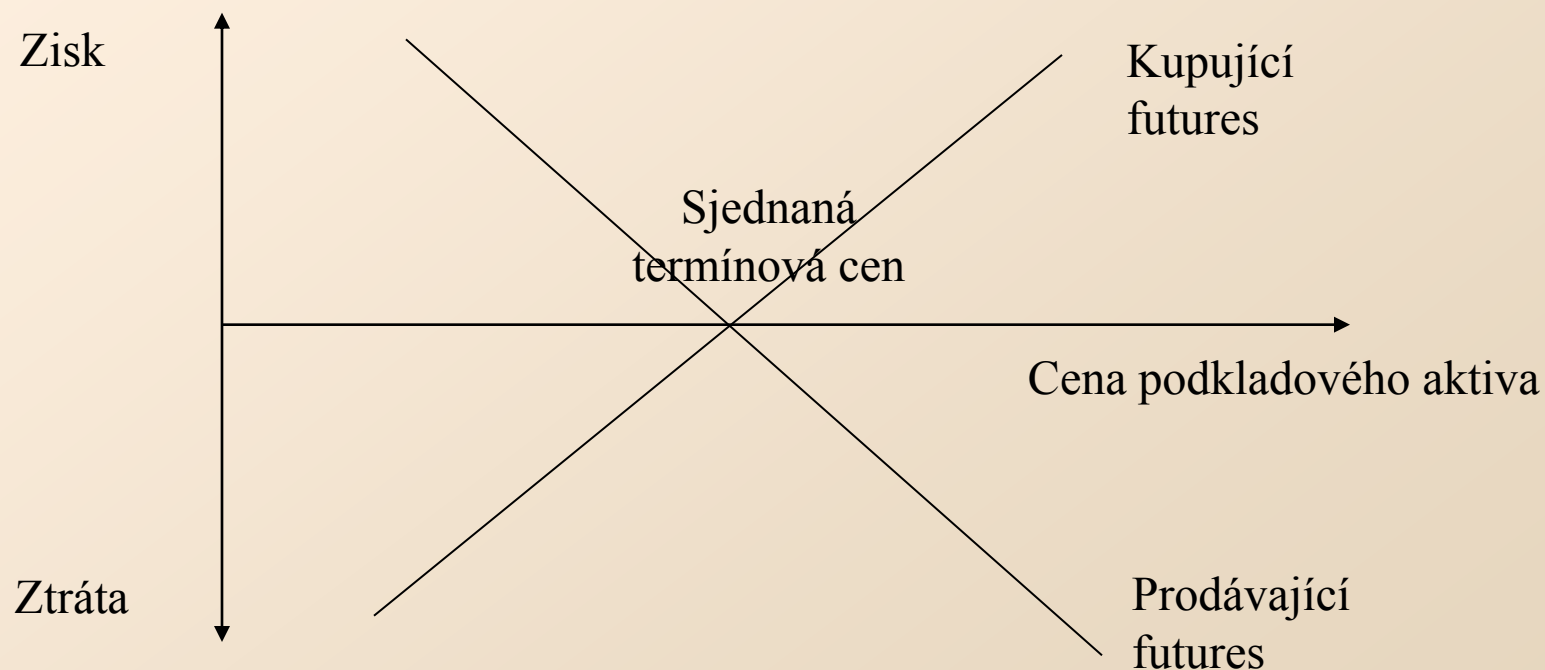 Zisk
Kupující
futures
Sjednaná
termínová cen
Cena podkladového aktiva
Ztráta
Prodávající
futures